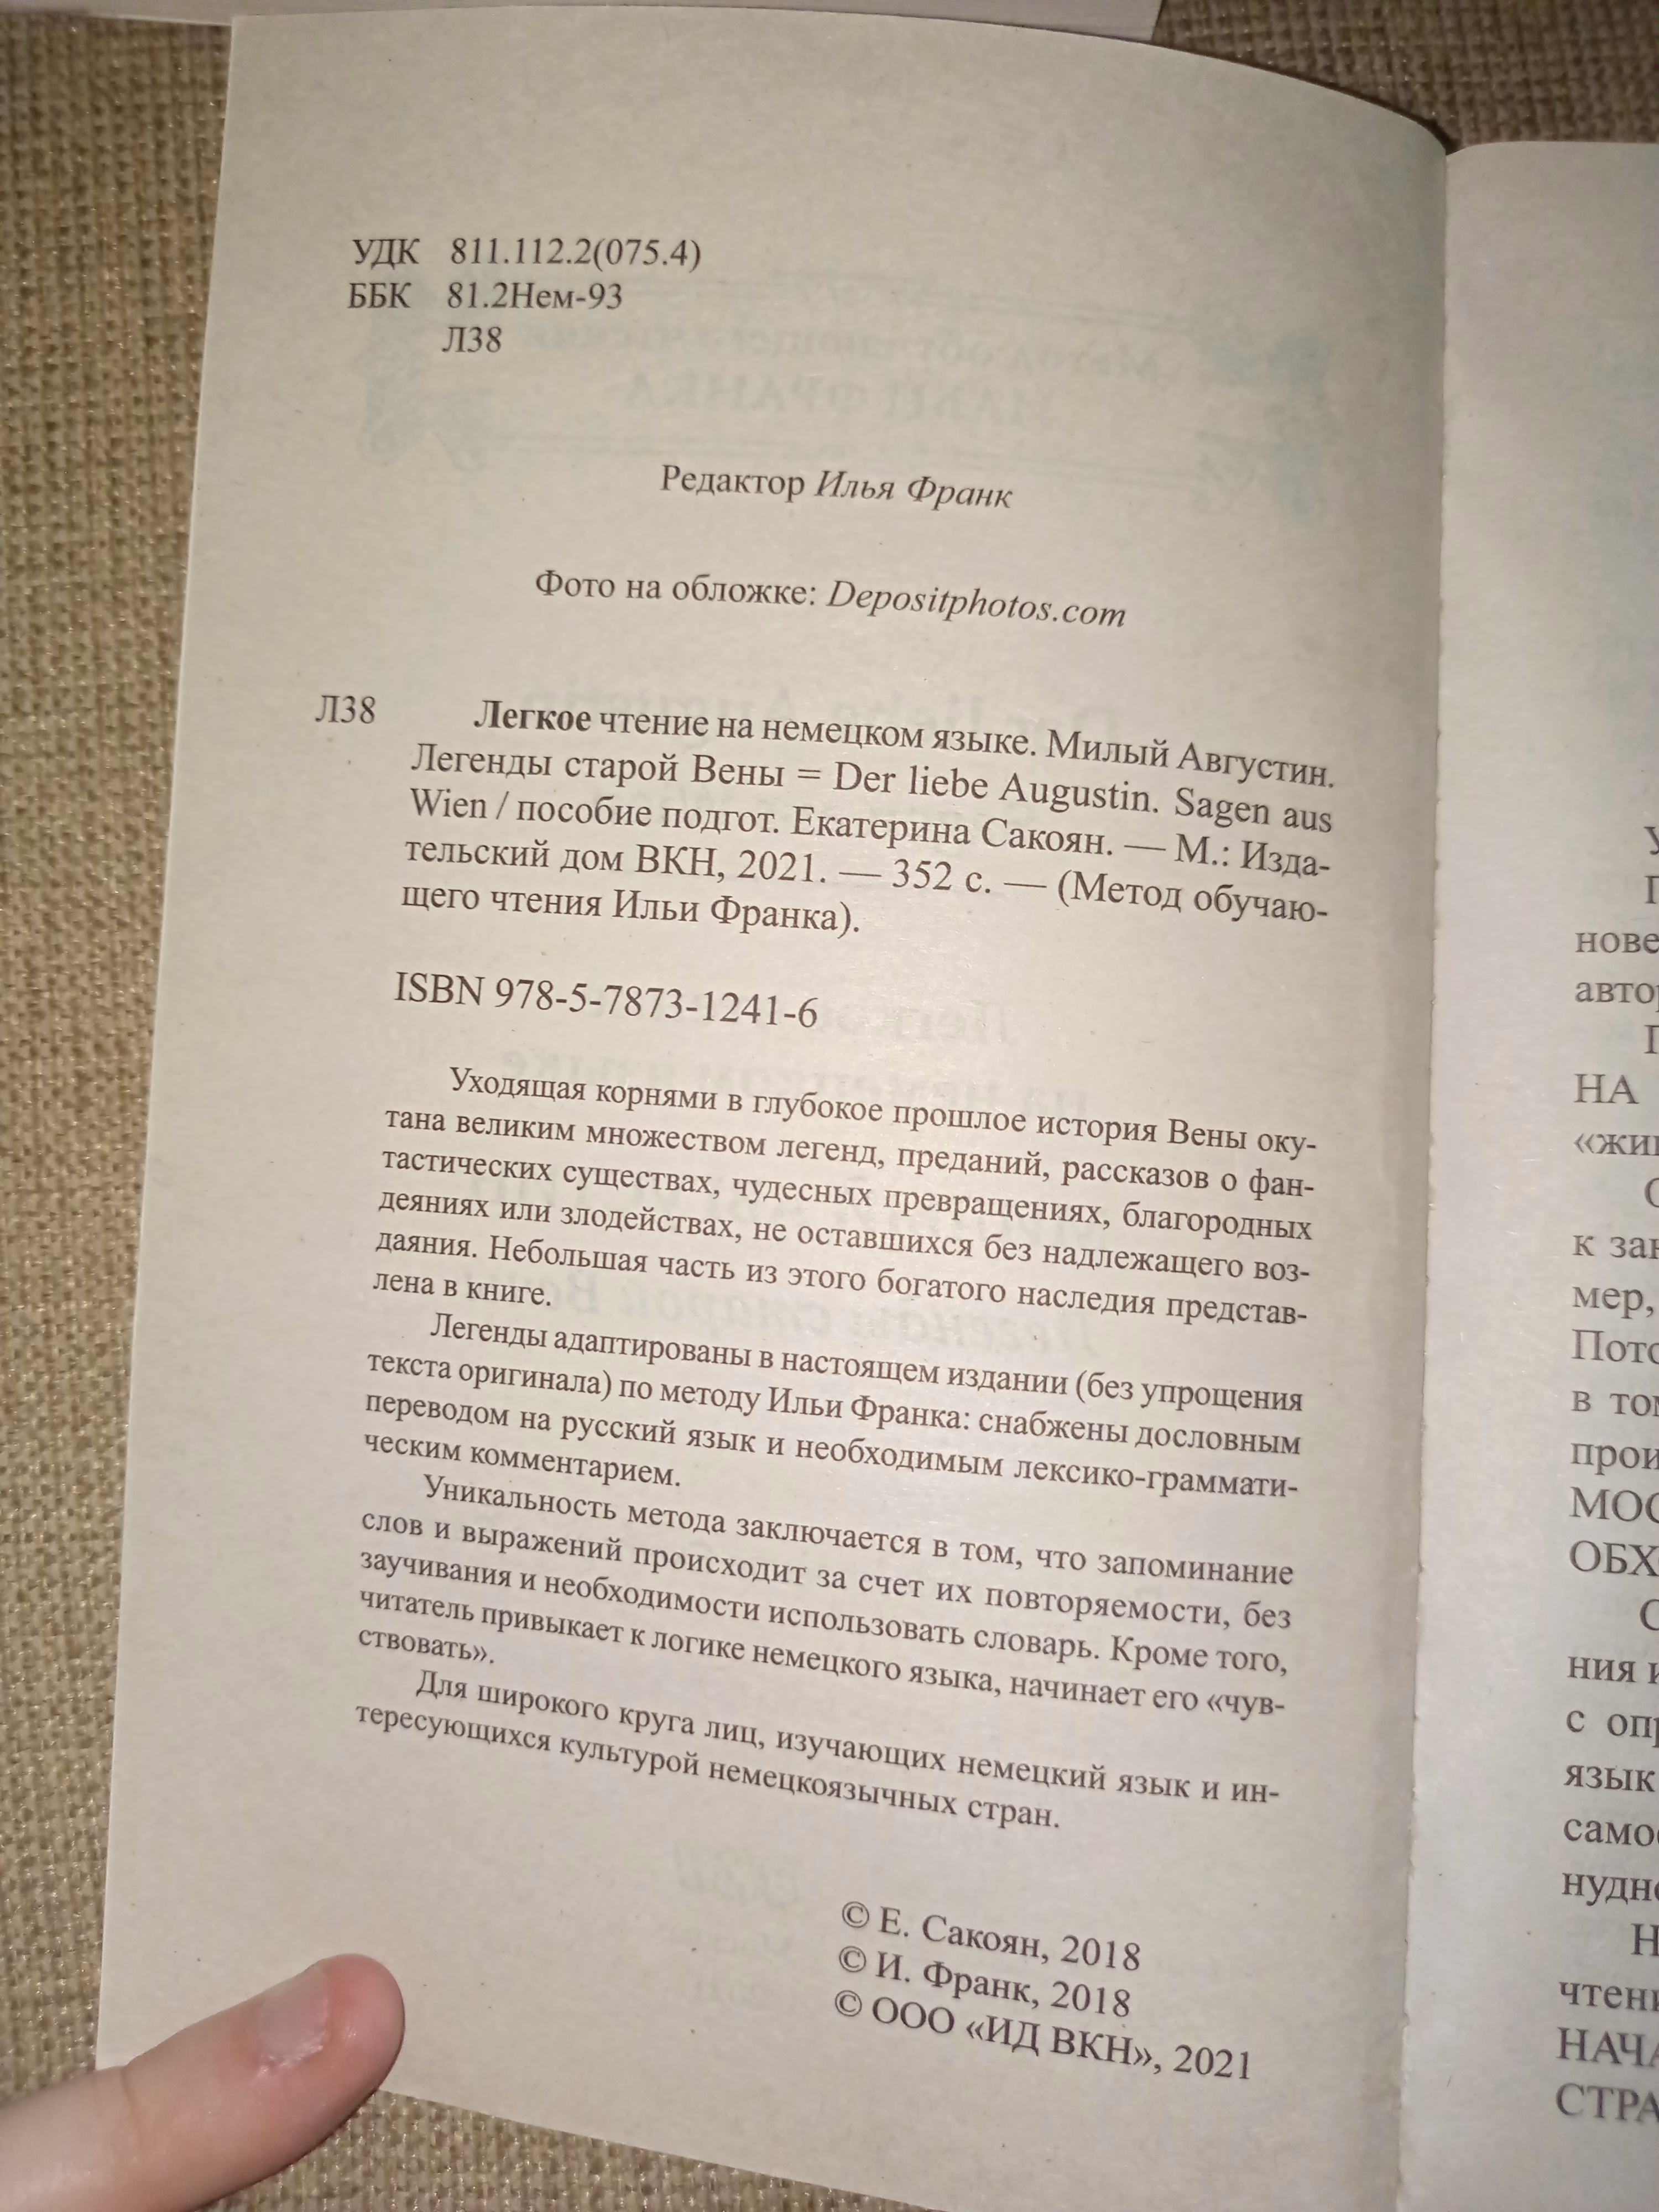 УДК 811.112.2(075.4)
ББК 81.2Нем-93
Л38
Редактор Илья Франк
Фото на обложке: Depositphotos.com
Л38 Легкое чтение на немецком языке. Милый Августин.
Легенды старой Вены = Der liebe Augustin. Sagen aus
Wien / пособие подгот. Екатерина Сакоян. — М.: Изда-
тельский дом ВКН, 2021. — 352 с. — (Метод обучаю-
щего чтения Ильи Франка).
ISBN 978-5-7873-1241-6
Уходящая корнями в глубокое прошлое история Вены оку-
тана великим множеством легенд, преданий, рассказов о фан-
тастических существах, чудесных превращениях, благородных
деяниях или злодействах, не оставшихся без надлежащего воз-
даяния. Небольшая часть из этого богатого наследия представ-
лена в книге.
Легенды адаптированы в настоящем издании (без упрощения
текста оригинала) по методу Ильи Франка: снабжены дословным
переводом на русский язык и необходимым лексико-граммати-
ческим комментарием.
Уникальность метода заключается в том, что запоминание
слов и выражений происходит за счет их повторяемости, без
заучивания и необходимости использовать словарь. Кроме того,
читатель привыкает к логике немецкого языка, начинает его «чув-
ствовать».
Для широкого круга лиц, изучающих немецкий язык и ин-
тересующихся культурой немецкоязычных стран.
© Е. Сакоян, 2018
© И. Франк, 2018
© ООО «ИД ВКН», 2021
нове
НА
к
мер,
в
С
ния
с
язык
Н